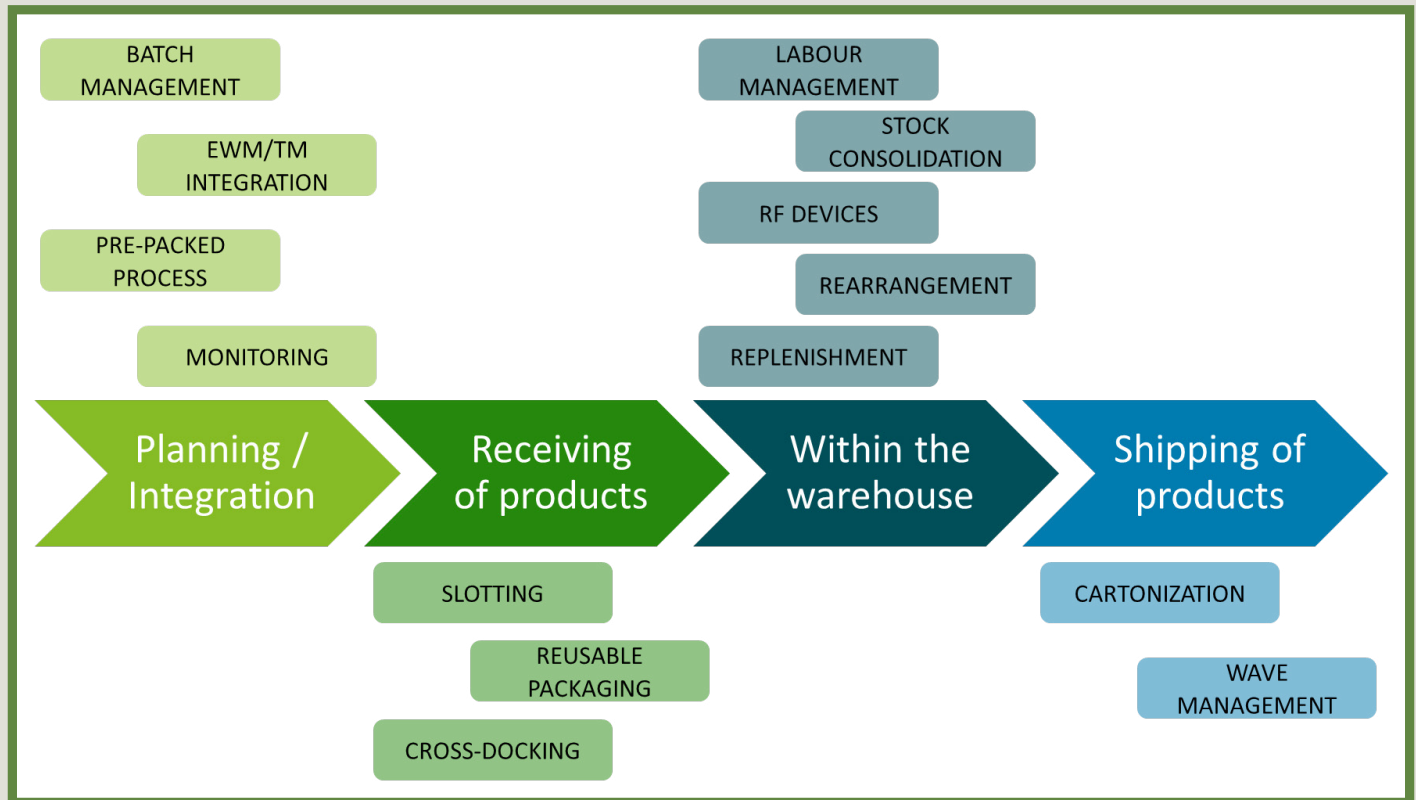 BATCH
MANAGEMENT
EWM/TM
INTEGRATION
PRE-PACKED
PROCESS
MONITORING
LABOUR
MANAGEMENT
STOCK
CONSOLIDATION
RF DEVICES
REARRANGEMENT
REPLENISHMENT
Planning /
Integration
Receiving
of products
Within the
warehouse
Shipping of
products
SLOTTING
REUSABLE
PACKAGING
CROSS-DOCKING
CARTONIZATION
WAVE
MANAGEMENT